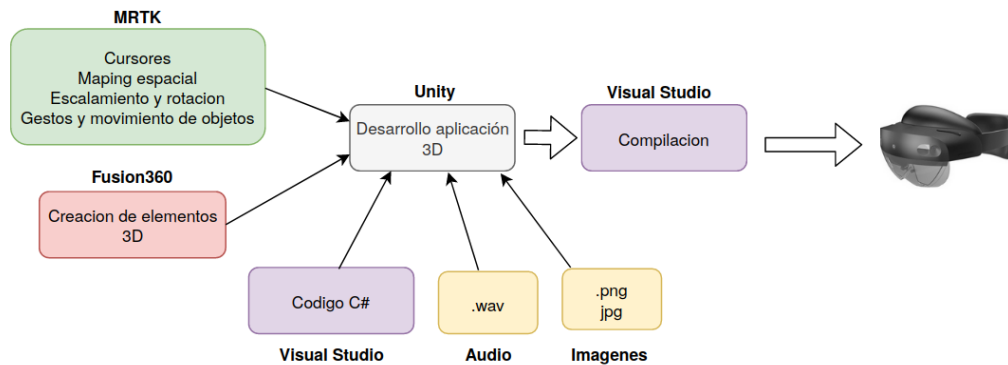 MRTK
Cursores
Maping espacial
Escalamiento y rotacion
Gestos y movimiento de objetos
Unity
Desarrollo aplicación
3D
Visual Studio
Compilacion
Fusion360
Creacion de elementos
3D
Codigo C#
Visual Studio
.wav
Audio
.png
jpg
Imagenes